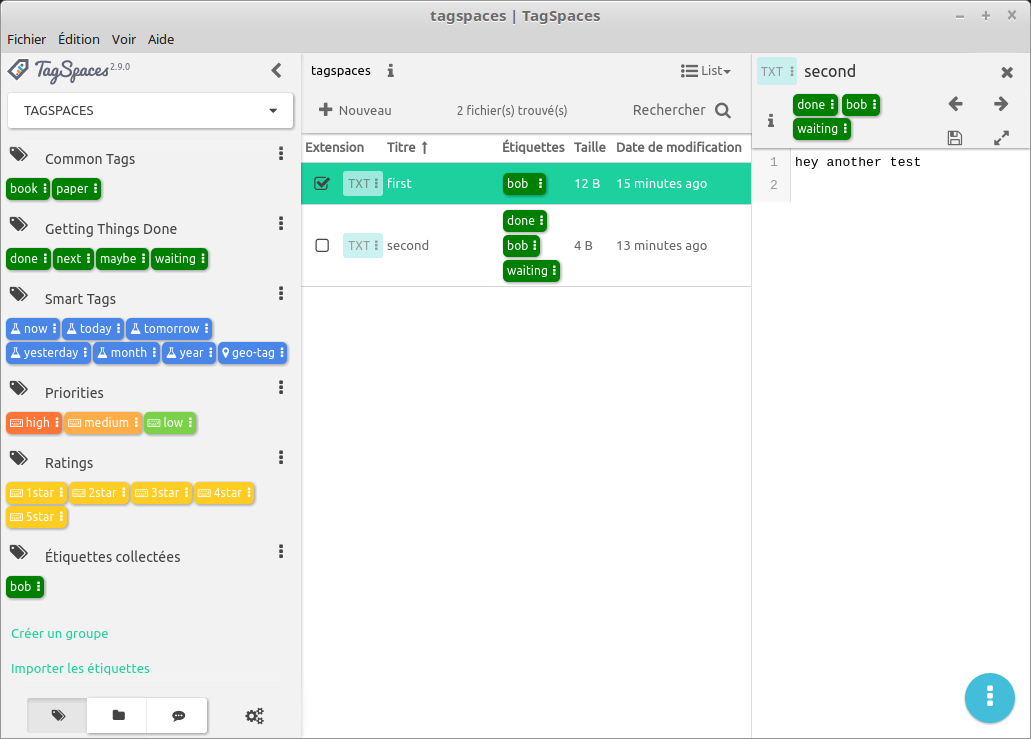 tagspaces | TagSpaces
Fichier Édition Voir Aide
TagSpaces 2.9.0
TAGSPACES
Common Tags
book paper
Getting Things Done
done next maybe waiting
Smart Tags
now today tomorrow
yesterday month year geo-tag
Priorities
high medium low
Ratings
1star 2star 3star 4star
5star
Étiquettes collectées
bob
Créer un groupe
Importer les étiquettes
tagspaces List
Nouveau 2 fichier(s) trouvé(s) Rechercher
Extension Titre Étiquettes Taille Date de modification
TXT first bob 12 B 15 minutes ago
done
TXT second bob 4 B 13 minutes ago
waiting
TXT second
done bob
waiting
1 hey another test
2